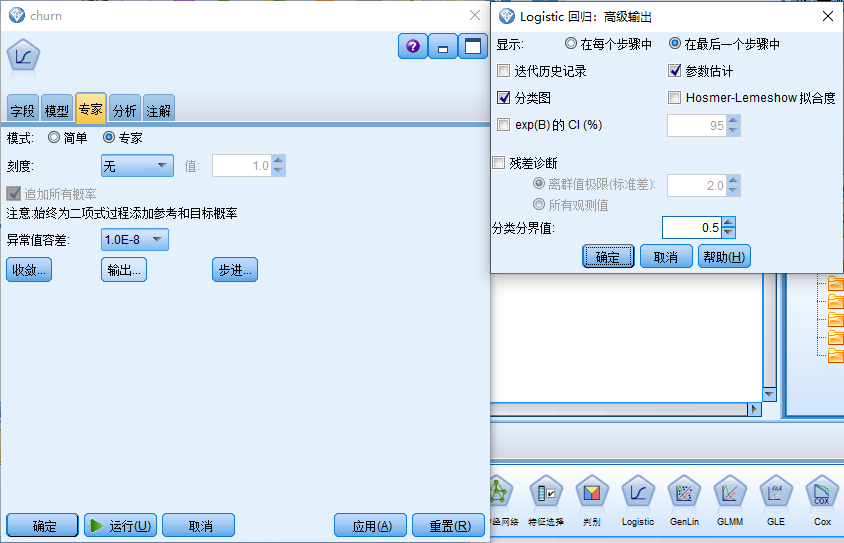 churn
字段 模型 专家 分析 注解
模式: 简单 专家
刻度: 无 值: 1.0
追加所有概率
注意:始终为二项式过程添加参考和目标概率
异常值容差: 1.0E-8
收敛... 输出... 步进...
确定 运行(U) 取消 应用(A) 重置(R)
Logistic 回归: 高级输出
显示: 在每个步骤中 在最后一个步骤中
迭代历史记录 参数估计
分类图 Hosmer-Lemeshow 拟合度
exp(B) 的 CI (%) 95
残差诊断
离群值极限(标准差): 2.0
所有观测值
分类分界值: 0.5
确定 取消 帮助(H)
经网络 特征选择 判别 Logistic GenLin GLMM GLE Cox
GLE COX